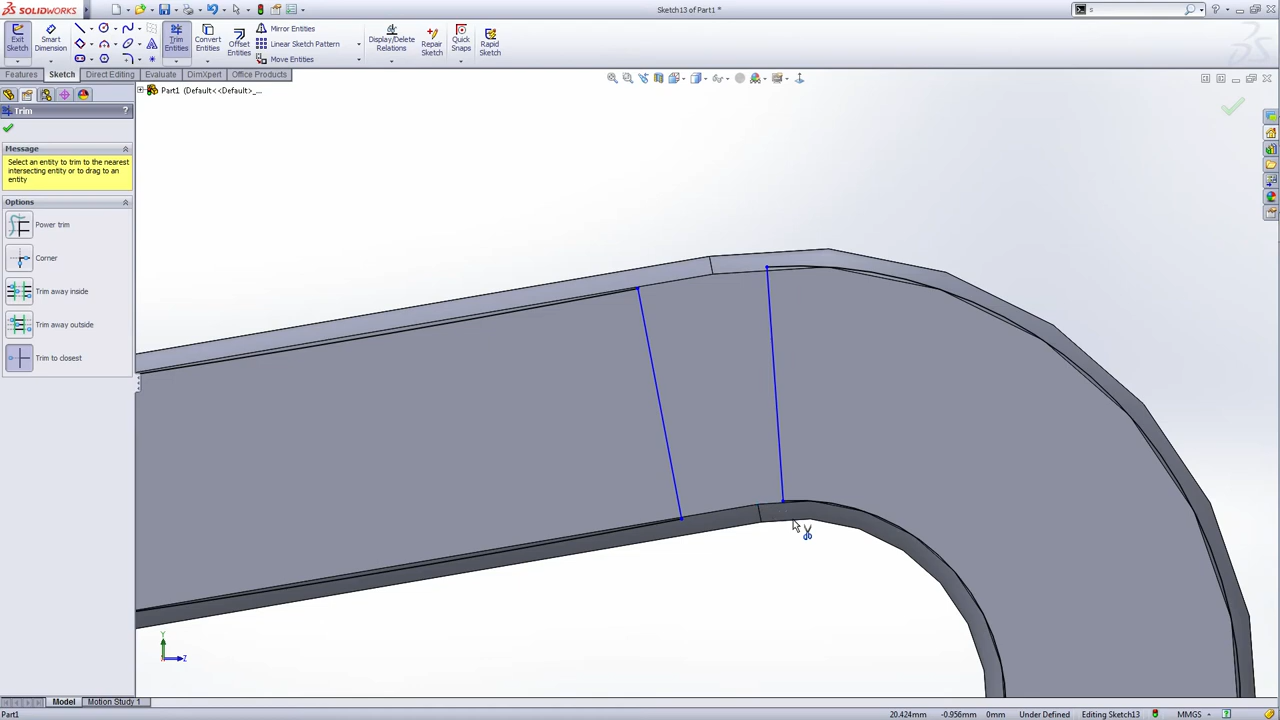 SOLIDWORKS
Sketch13 of Part1 *
s
Exit Sketch
Smart Dimension
Trim Entities
Convert Entities
Offset Entities
Mirror Entities
Linear Sketch Pattern
Move Entities
Display/Delete Relations
Repair Sketch
Quick Snaps
Rapid Sketch
Features
Sketch
Direct Editing
Evaluate
DimXpert
Office Products
Part1 (Default<<Default>_...
Trim
?
Message
Select an entity to trim to the nearest
intersecting entity or to drag to an
entity
Options
Power trim
Corner
Trim away inside
Trim away outside
Trim to closest
Y
Z
Model
Motion Study 1
Part1
20.424mm
-0.956mm
0mm
Under Defined
Editing Sketch13
MMGS